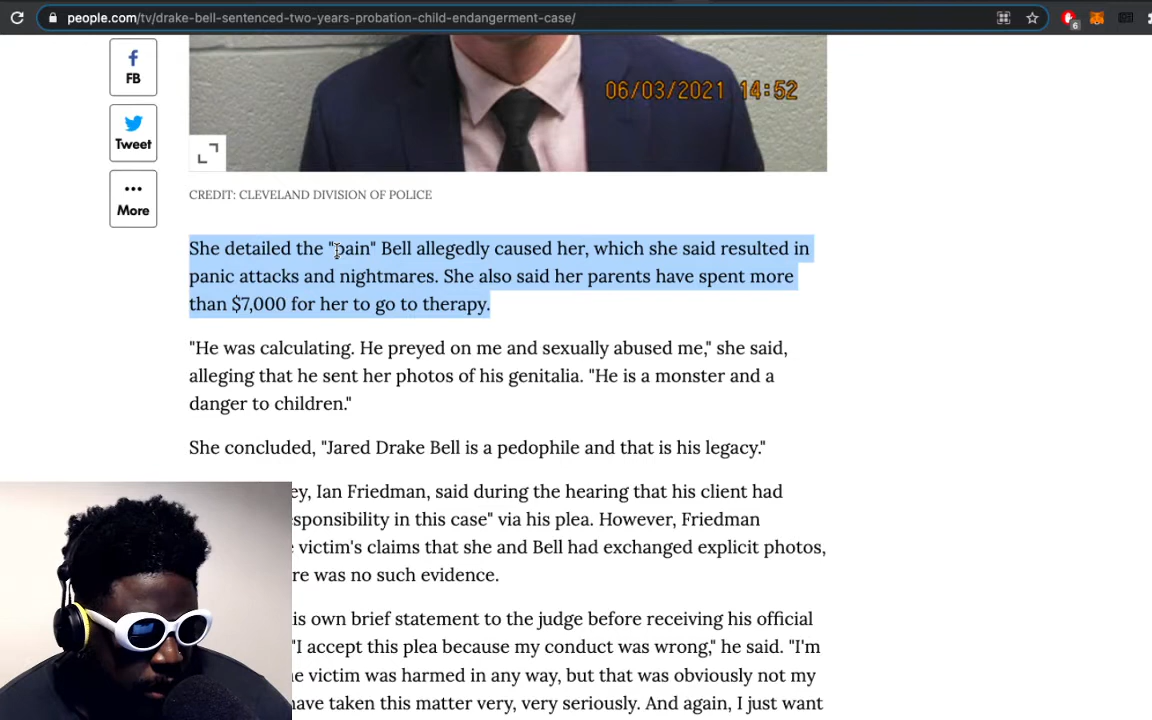 people.com/tv/drake-bell-sentenced-two-years-probation-child-endangerment-case/
6
FB
06/03/2021 14:52
Tweet
More
CREDIT: CLEVELAND DIVISION OF POLICE
She detailed the "pain" Bell allegedly caused her, which she said resulted in
panic attacks and nightmares. She also said her parents have spent more
than $7,000 for her to go to therapy.
"He was calculating. He preyed on me and sexually abused me," she said,
alleging that he sent her photos of his genitalia. "He is a monster and a
danger to children."
She concluded, "Jared Drake Bell is a pedophile and that is his legacy."
ey, Ian Friedman, said during the hearing that his client had
sponsibility in this case" via his plea. However, Friedman
victim's claims that she and Bell had exchanged explicit photos,
re was no such evidence.
is own brief statement to the judge before receiving his official
"I accept this plea because my conduct was wrong," he said. "I'm
e victim was harmed in any way, but that was obviously not my
have taken this matter very, very seriously. And again, I just want